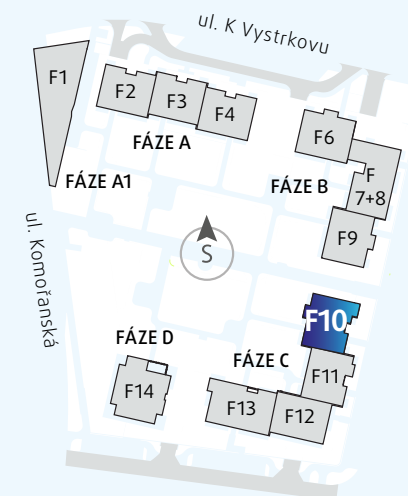 ul. K Vystrkovu
F1
F2
F3
F4
FÁZE A
F6
FÁZE A1
FÁZE B
F
7+8
F9
ul. Komořanská
S
F10
FÁZE D
FÁZE C
F11
F14
F13
F12